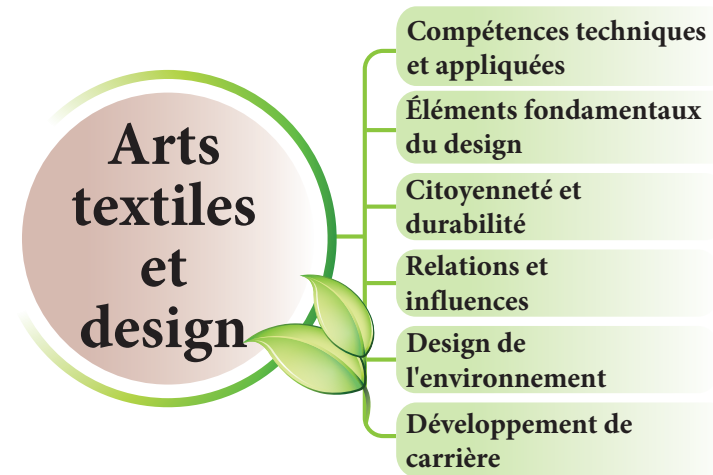 Arts
textiles
et
design
Compétences techniques
et appliquées
Éléments fondamentaux
du design
Citoyenneté et
durabilité
Relations et
influences
Design de
l'environnement
Développement de
carrière